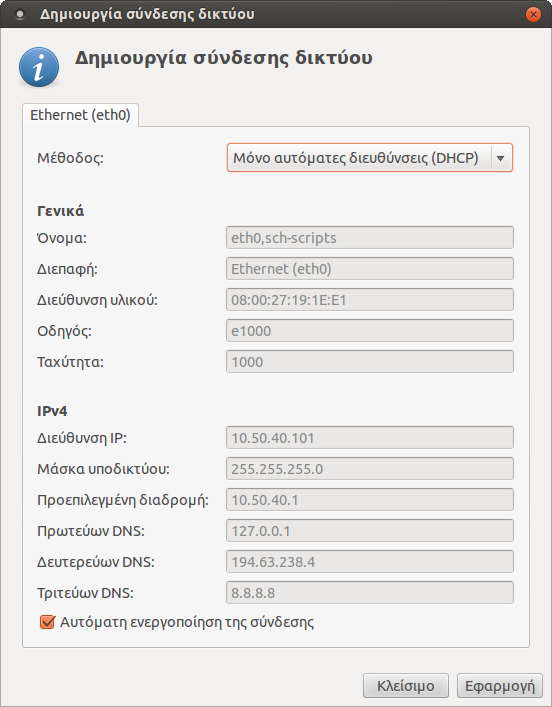 Δημιουργία σύνδεσης δικτύου
Δημιουργία σύνδεσης δικτύου
Ethernet (eth0)
Μέθοδος: Μόνο αυτόματες διευθύνσεις (DHCP)
Γενικά
Όνομα: eth0,sch-scripts
Διεπαφή: Ethernet (eth0)
Διεύθυνση υλικού: 08:00:27:19:1E:E1
Οδηγός: e1000
Ταχύτητα: 1000
IPv4
Διεύθυνση IP: 10.50.40.101
Μάσκα υποδικτύου: 255.255.255.0
Προεπιλεγμένη διαδρομή: 10.50.40.1
Πρωτεύων DNS: 127.0.0.1
Δευτερεύων DNS: 194.63.238.4
Τριτεύων DNS: 8.8.8.8
Αυτόματη ενεργοποίηση της σύνδεσης
Κλείσιμο Εφαρμογή